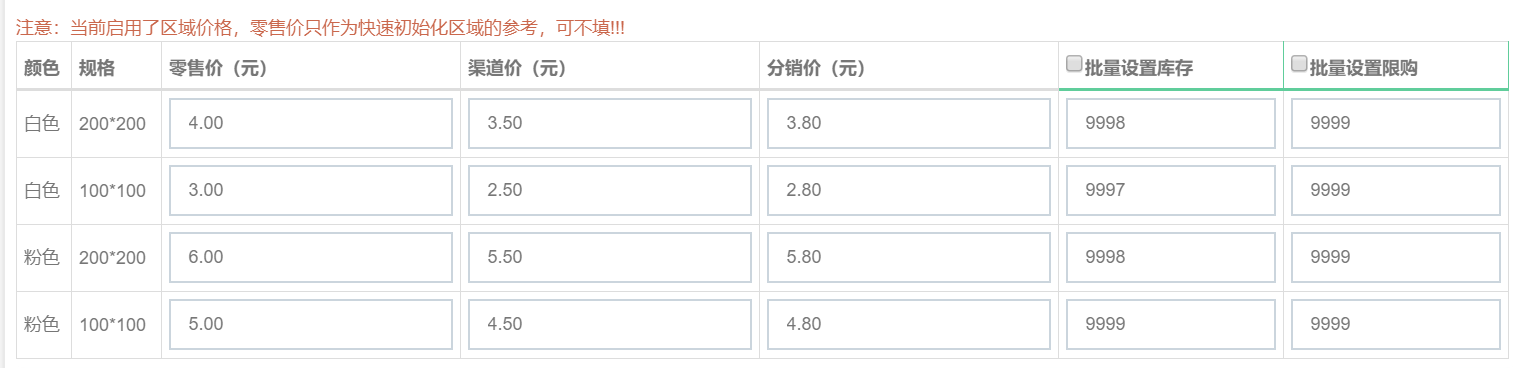 注意：当前启用了区域价格，零售价只作为快速初始化区域的参考，可不填!!!
颜色 规格 零售价（元） 渠道价（元） 分销价（元） 批量设置库存 批量设置限购
白色 200*200 4.00 3.50 3.80 9998 9999
白色 100*100 3.00 2.50 2.80 9997 9999
粉色 200*200 6.00 5.50 5.80 9998 9999
粉色 100*100 5.00 4.50 4.80 9999 9999